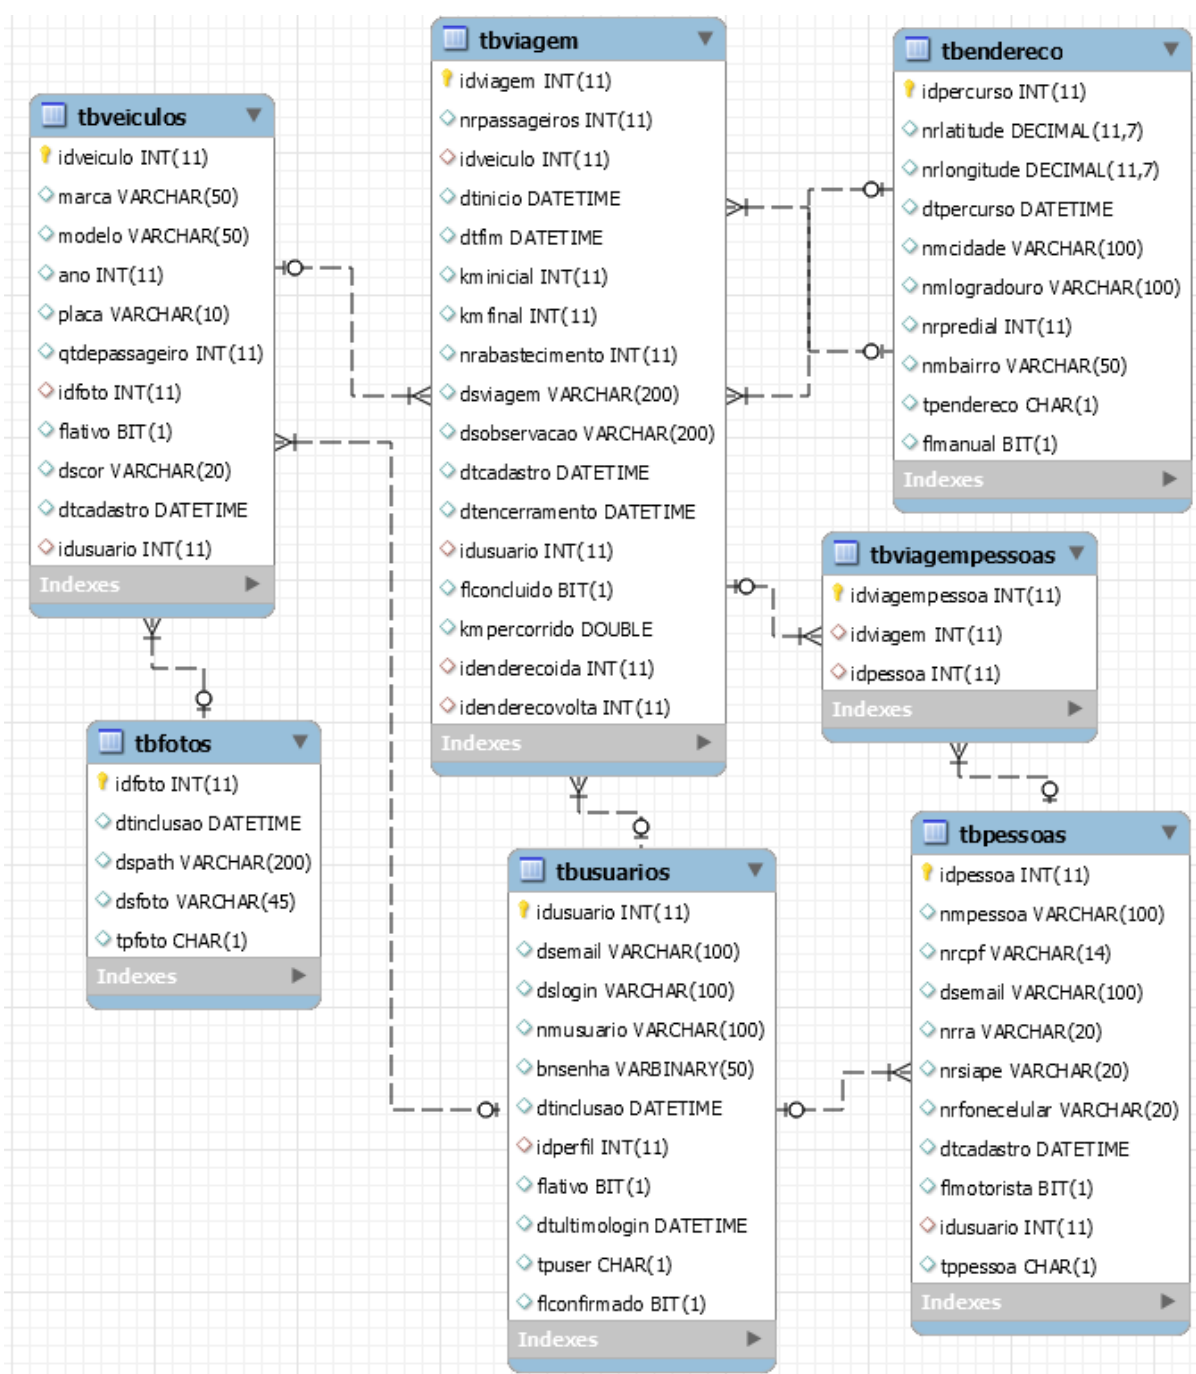 tbveiculos
idveiculo INT(11)
marca VARCHAR(50)
modelo VARCHAR(50)
ano INT(11)
placa VARCHAR(10)
qtdepassageiro INT(11)
idfoto INT(11)
flativo BIT(1)
dscor VARCHAR(20)
dtcadastro DATETIME
idusuario INT(11)
Indexes
tbfotos
idfoto INT(11)
dtinclusao DATETIME
dspath VARCHAR(200)
dsfoto VARCHAR(45)
tpfoto CHAR(1)
Indexes
tbviagem
idviagem INT(11)
nrpassageiros INT(11)
idveiculo INT(11)
dtinicio DATETIME
dtfim DATETIME
kminicial INT(11)
kmfinal INT(11)
nrabastecimento INT(11)
dsviagem VARCHAR(200)
dsobservacao VARCHAR(200)
dtcadastro DATETIME
dtencerramento DATETIME
idusuario INT(11)
flconcluido BIT(1)
kmpercorrido DOUBLE
idenderecoida INT(11)
idenderecovolta INT(11)
Indexes
tbusuarios
idusuario INT(11)
dsemail VARCHAR(100)
dslogin VARCHAR(100)
nmusuario VARCHAR(100)
bnsenha VARBINARY(50)
dtinclusao DATETIME
idperfil INT(11)
flativo BIT(1)
dtultimologin DATETIME
tpuser CHAR(1)
flconfirmado BIT(1)
Indexes
tbendereco
idpercurso INT(11)
nrlatitude DECIMAL(11,7)
nrlongitude DECIMAL(11,7)
dtpercurso DATETIME
nmcidade VARCHAR(100)
nmlogradouro VARCHAR(100)
nrpredial INT(11)
nmbairro VARCHAR(50)
tpendereco CHAR(1)
flmanual BIT(1)
Indexes
tbviagempessoas
idviagempessoa INT(11)
idviagem INT(11)
idpessoa INT(11)
Indexes
tbpessoas
idpessoa INT(11)
nmpessoa VARCHAR(100)
nrcpf VARCHAR(14)
dsemail VARCHAR(100)
nrra VARCHAR(20)
nrsiape VARCHAR(20)
nrfonecelular VARCHAR(20)
dtcadastro DATETIME
flmotorista BIT(1)
idusuario INT(11)
tppessoa CHAR(1)
Indexes